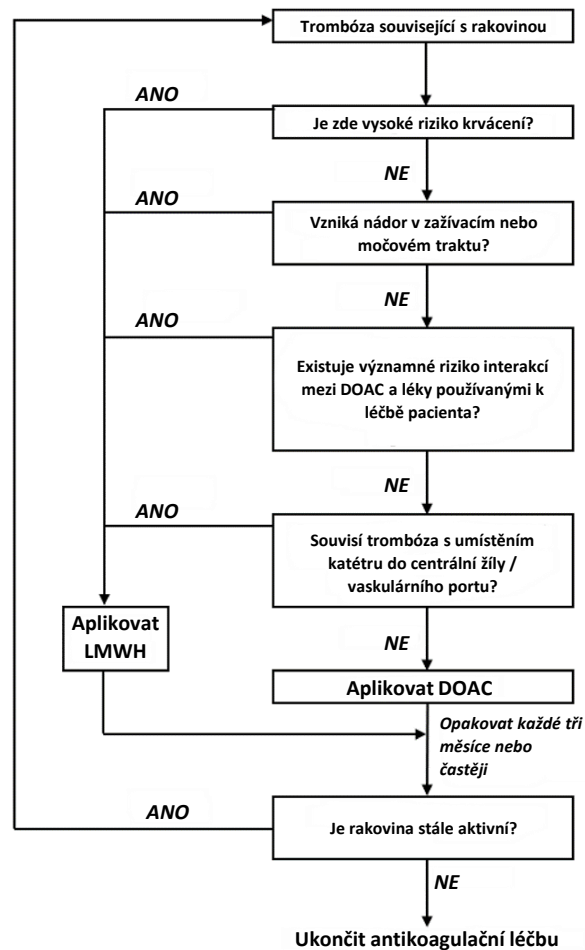 Trombóza související s rakovinou
ANO
Je zde vysoké riziko krvácení?
NE
ANO
Vzniká nádor v zažívacím nebo
močovém traktu?
NE
ANO
Existuje významné riziko interakcí
mezi DOAC a léky používanými k
léčbě pacienta?
NE
ANO
Souvisí trombóza s umístěním
katétru do centrální žíly /
vaskulárního portu?
Aplikovat
LMWH
NE
Aplikovat DOAC
Opakovat každé tři
měsíce nebo
častěji
ANO
Je rakovina stále aktivní?
NE
Ukončit antikoagulační léčbu